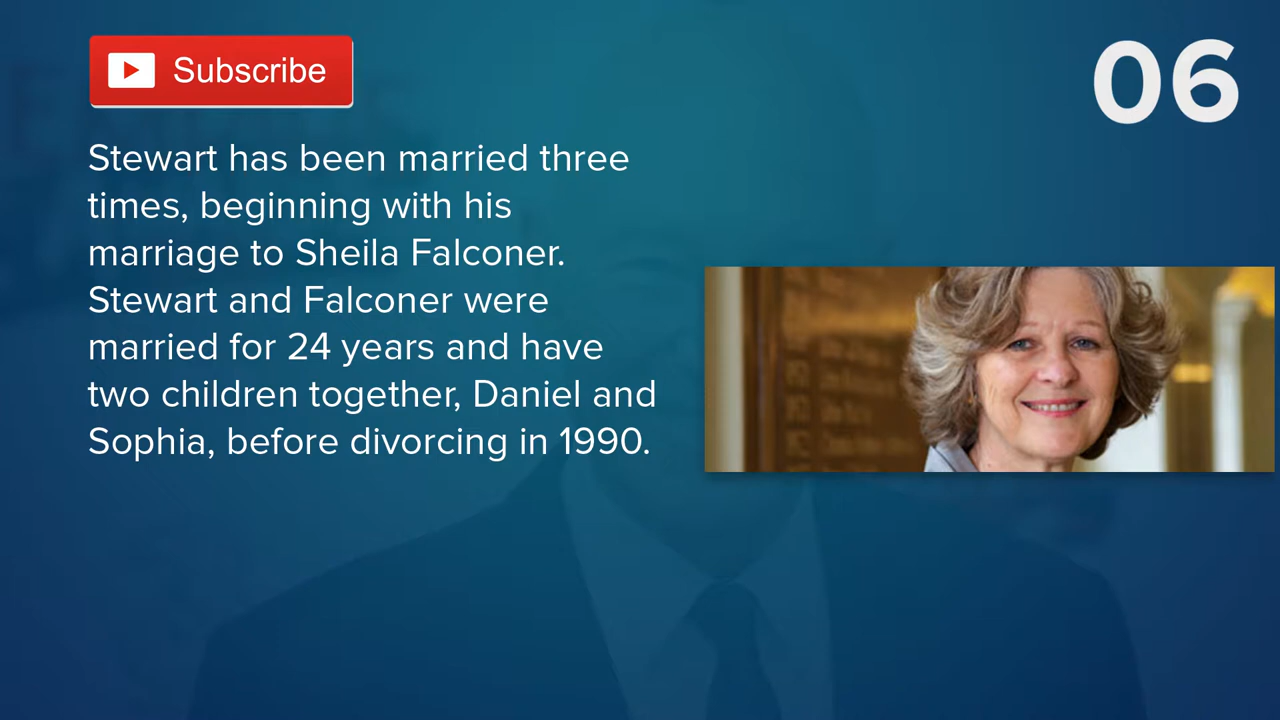 Subscribe
06
Stewart has been married three
times, beginning with his
marriage to Sheila Falconer.
Stewart and Falconer were
married for 24 years and have
two children together, Daniel and
Sophia, before divorcing in 1990.